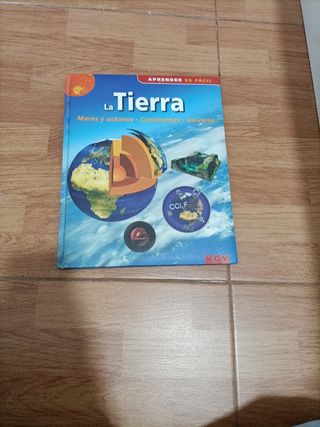 APRENDER ES FÁCIL
La Tierra
Mares y océanos · Continentes · Universo
NGV